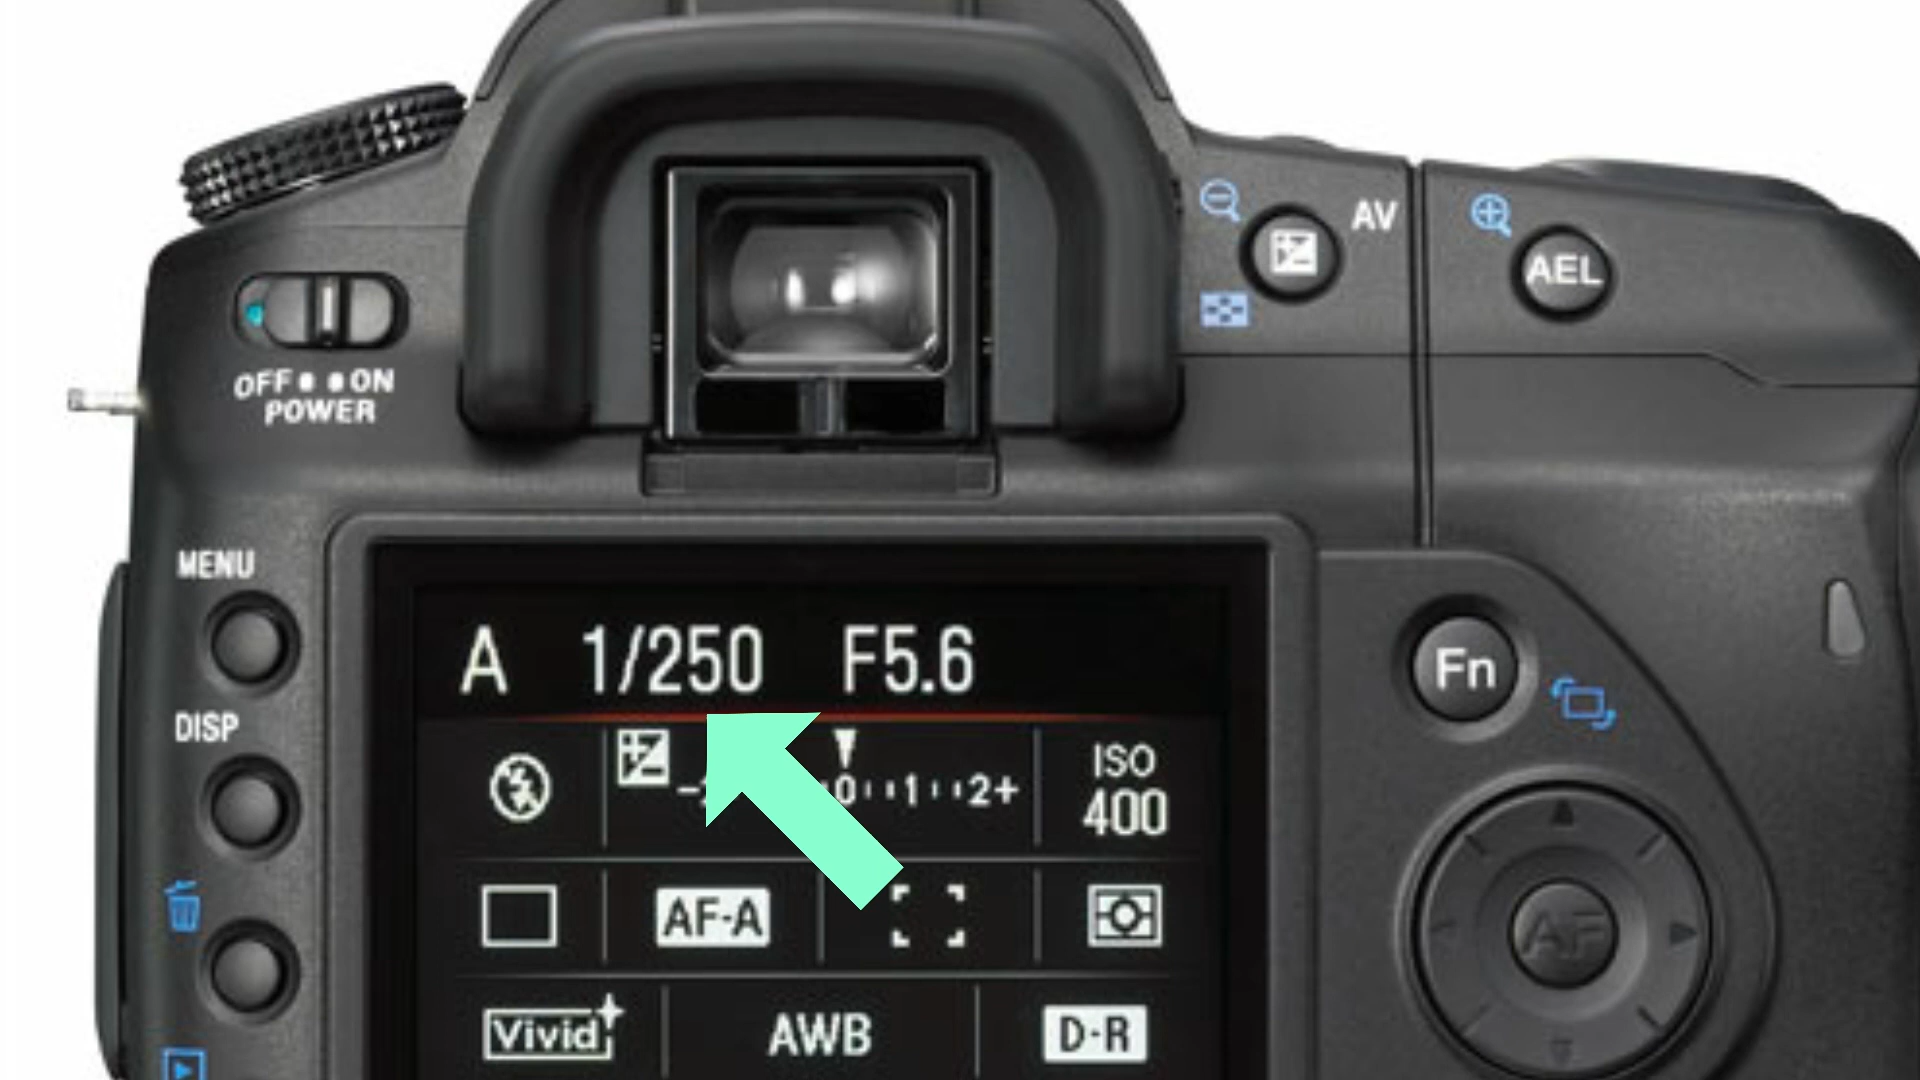 AV
AEL
OFF ON
POWER
MENU
A 1/250 F5.6
Fn
DISP
ISO
400
0 1 2+
AF-A
AF
Vivid+
AWB
D-R